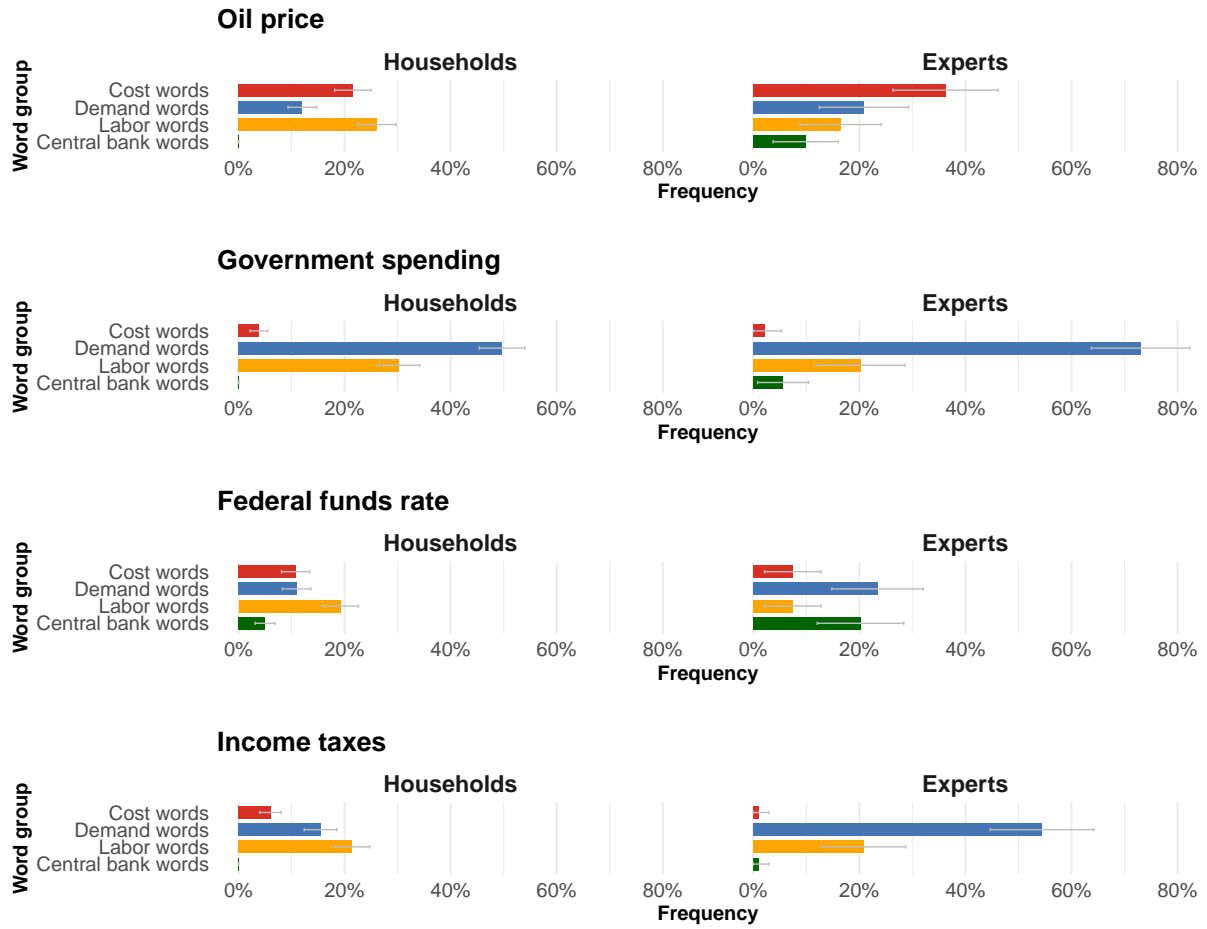 Oil price
Households Experts
Word group
Cost words
Demand words
Labor words
Central bank words
0% 20% 40% 60% 80% 0% 20% 40% 60% 80%
Frequency
Government spending
Households Experts
Word group
Cost words
Demand words
Labor words
Central bank words
0% 20% 40% 60% 80% 0% 20% 40% 60% 80%
Frequency
Federal funds rate
Households Experts
Word group
Cost words
Demand words
Labor words
Central bank words
0% 20% 40% 60% 80% 0% 20% 40% 60% 80%
Frequency
Income taxes
Households Experts
Word group
Cost words
Demand words
Labor words
Central bank words
0% 20% 40% 60% 80% 0% 20% 40% 60% 80%
Frequency